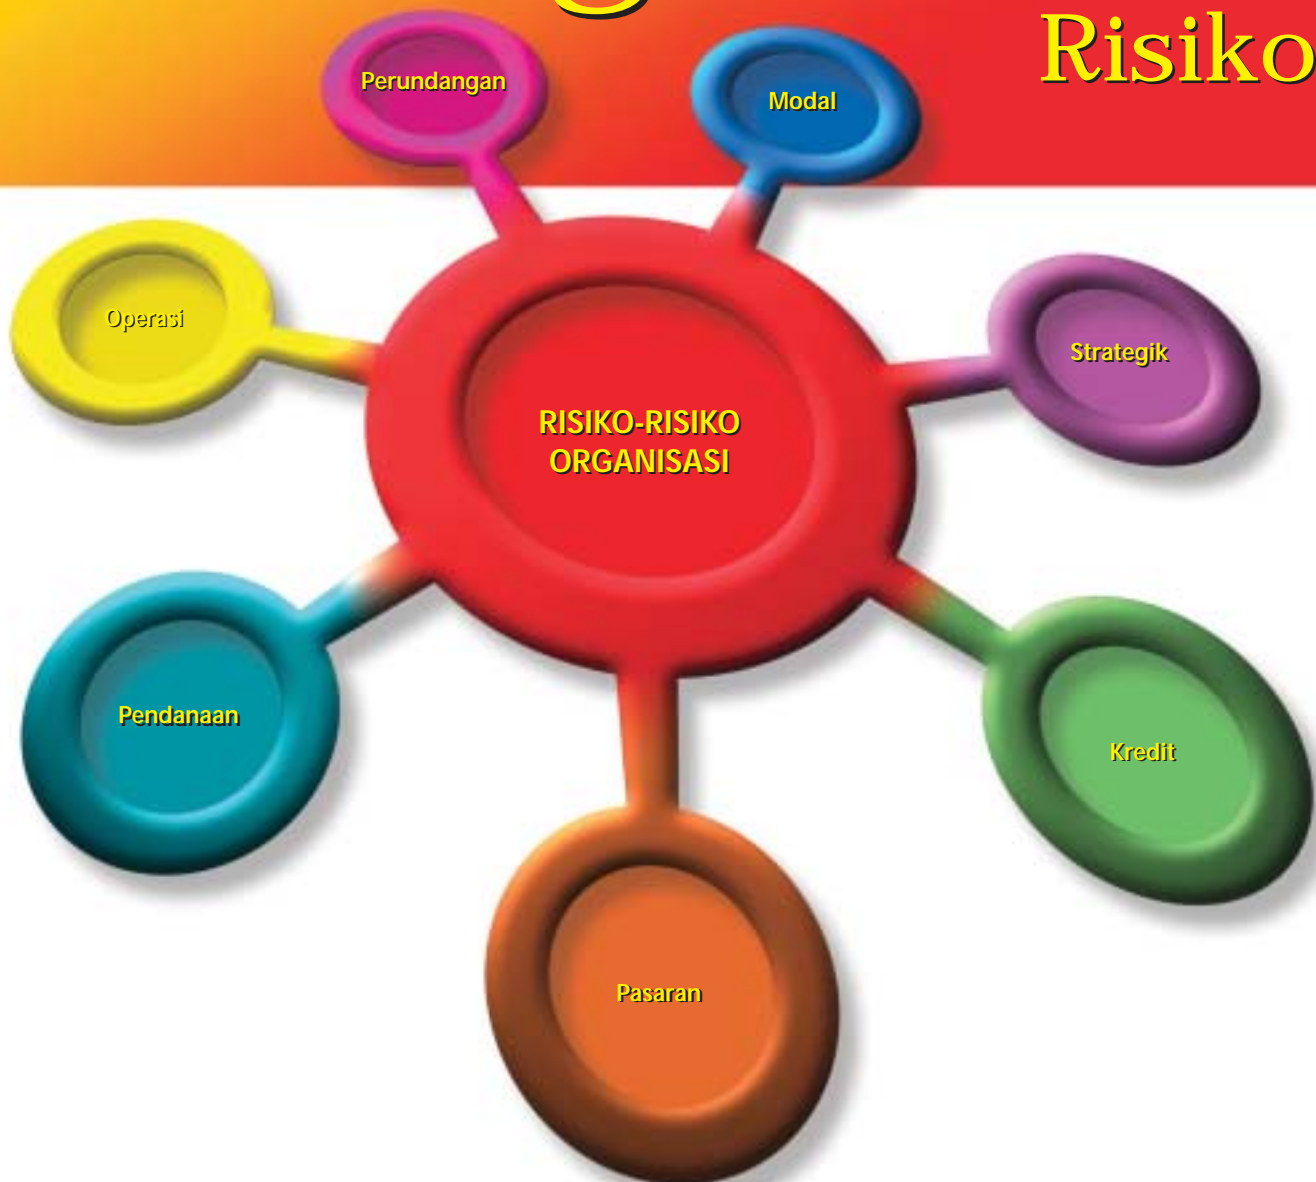 Risiko
Perundangan
Modal
Operasi
Strategik
RISIKO-RISIKO
ORGANISASI
Pendanaan
Kredit
Pasaran